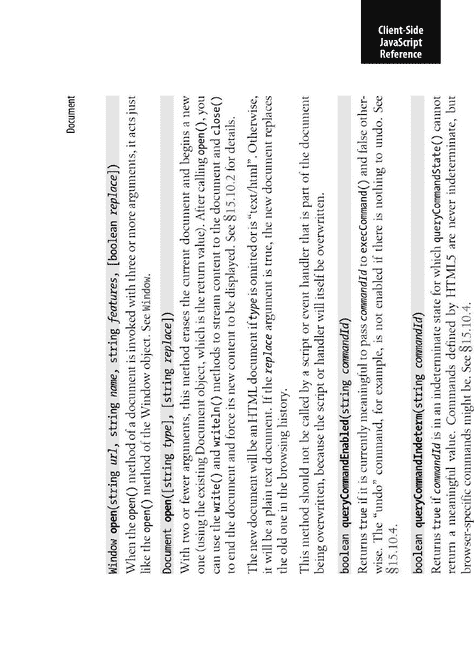 Client-Side
JavaScript
Reference
Document
Window open(string url, string name, string features, [boolean replace])
When the open() method of a document is invoked with three or more arguments, it acts just
like the open() method of the Window object. See Window.
Document open([string type], [string replace])
With two or fewer arguments, this method erases the current document and begins a new
one (using the existing Document object, which is the return value). After calling open(), you
can use the write() and writeln() methods to stream content to the document and close()
to end the document and force its new content to be displayed. See §15.10.2 for details.
The new document will be an HTML document if type is omitted or is “text/html”. Otherwise,
it will be a plain text document. If the replace argument is true, the new document replaces
the old one in the browsing history.
This method should not be called by a script or event handler that is part of the document
being overwritten, because the script or handler will itself be overwritten.
boolean queryCommandEnabled(string commandId)
Returns true if it is currently meaningful to pass commandId to execCommand() and false other-
wise. The “undo” command, for example, is not enabled if there is nothing to undo. See
§15.10.4.
boolean queryCommandIndeterm(string commandId)
Returns true if commandId is in an indeterminate state for which queryCommandState() cannot
return a meaningful value. Commands defined by HTML5 are never indeterminate, but
browser-specific commands might be. See §15.10.4.